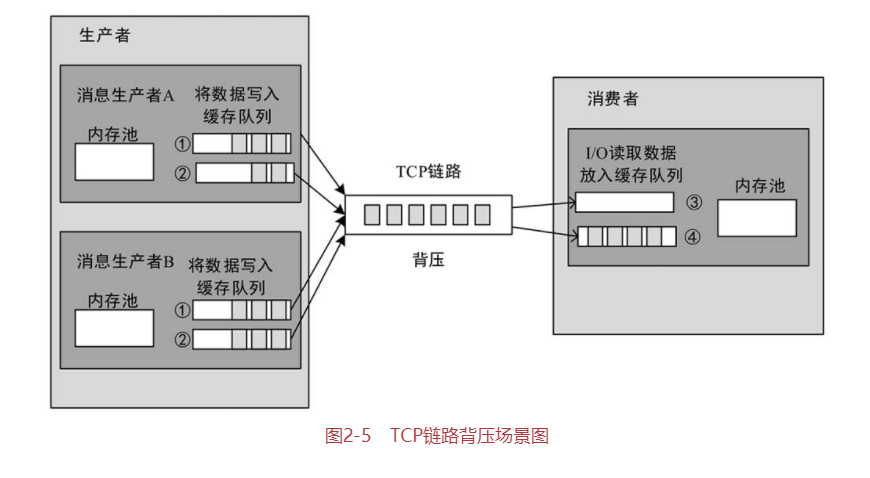 生产者
消息生产者A
将数据写入
缓存队列
内存池
①
②
消息生产者B
将数据写入
缓存队列
内存池
①
②
TCP链路
背压
消费者
I/O读取数据
放入缓存队列
内存池
③
④
图2-5 TCP链路背压场景图